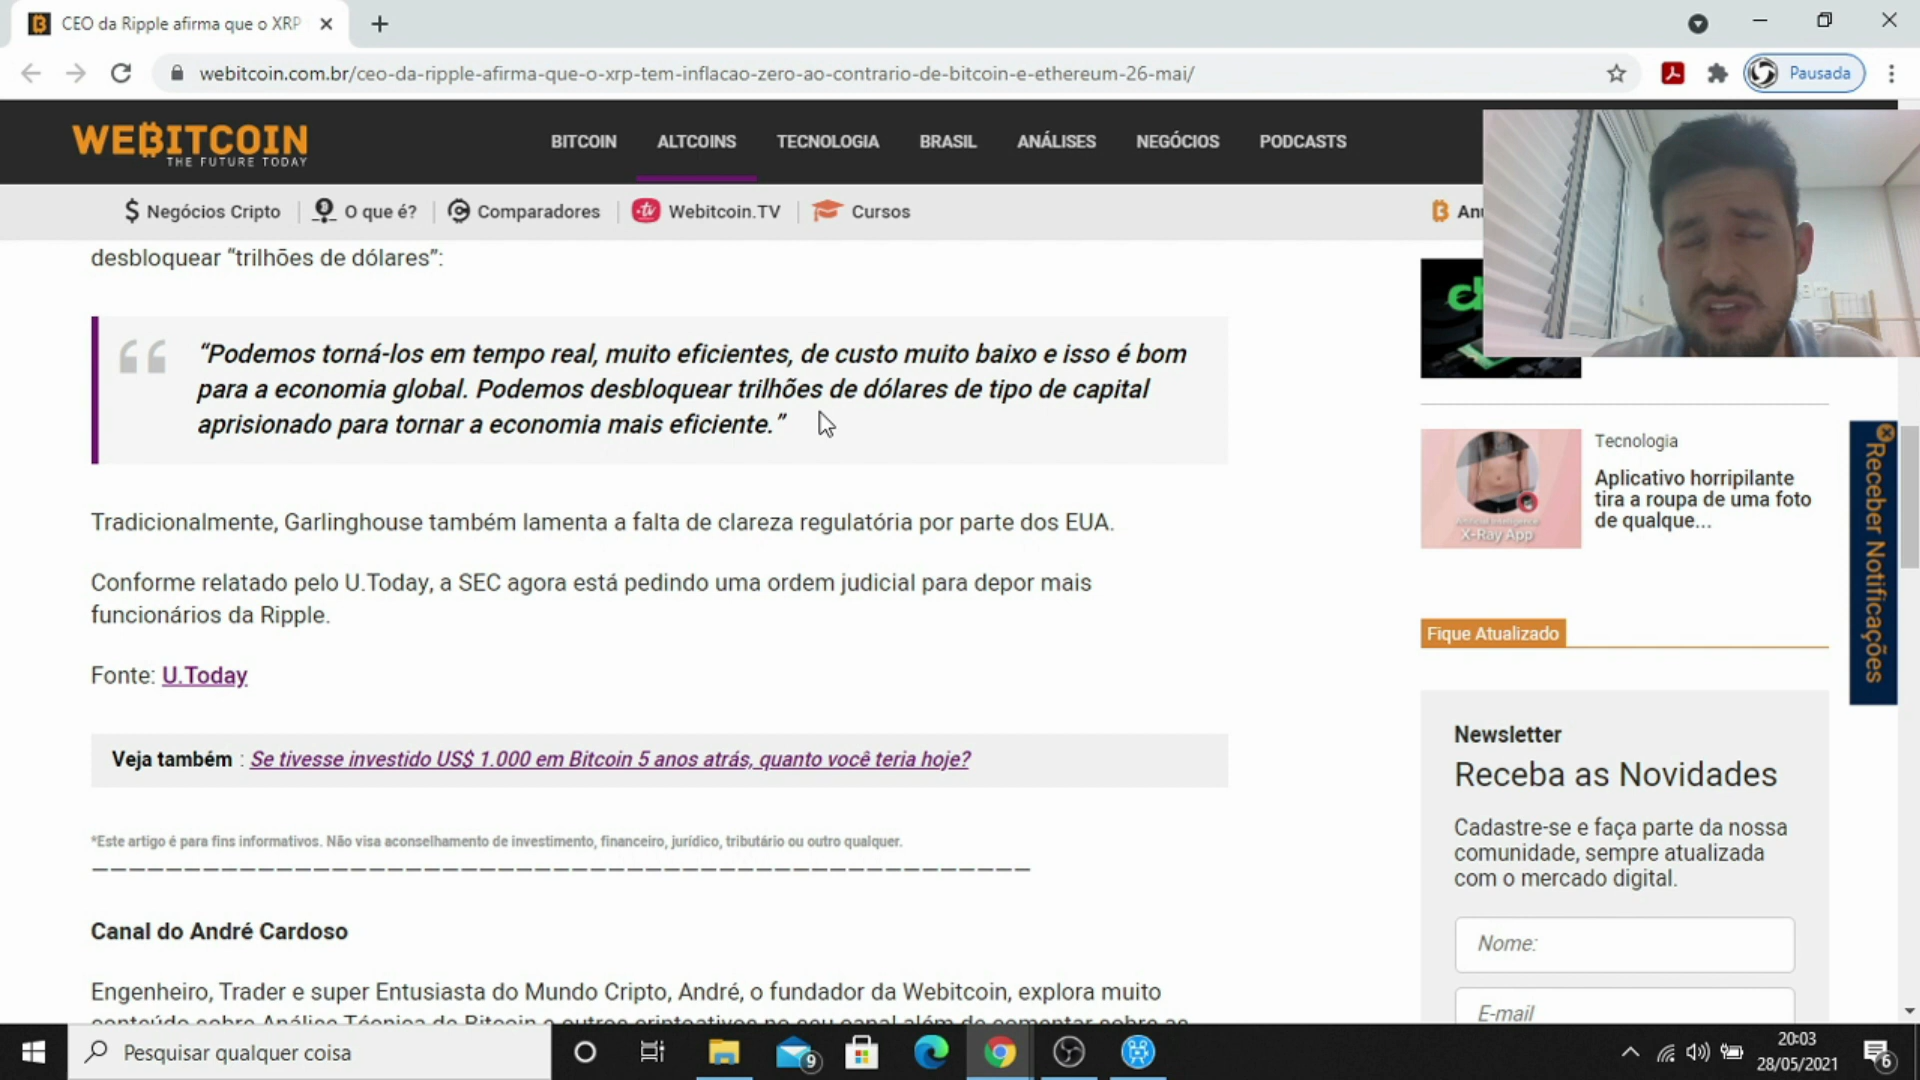 CEO da Ripple afirma que o XRP
webitcoin.com.br/ceo-da-ripple-afirma-que-o-xrp-tem-inflacao-zero-ao-contrario-de-bitcoin-e-ethereum-26-mai/
Pausada
WEBITCOIN
THE FUTURE TODAY
BITCOIN
ALTCOINS
TECNOLOGIA
BRASIL
ANÁLISES
NEGÓCIOS
PODCASTS
Negócios Cripto
O que é?
Comparadores
Webitcoin.TV
Cursos
desbloquear “trilhões de dólares”:
“Podemos torná-los em tempo real, muito eficientes, de custo muito baixo e isso é bom
para a economia global. Podemos desbloquear trilhões de dólares de tipo de capital
aprisionado para tornar a economia mais eficiente.”
Tradicionalmente, Garlinghouse também lamenta a falta de clareza regulatória por parte dos EUA.
Conforme relatado pelo U.Today, a SEC agora está pedindo uma ordem judicial para depor mais
funcionários da Ripple.
Fonte: U.Today
Veja também : Se tivesse investido US$ 1.000 em Bitcoin 5 anos atrás, quanto você teria hoje?
*Este artigo é para fins informativos. Não visa aconselhamento de investimento, financeiro, jurídico, tributário ou outro qualquer.
Canal do André Cardoso
Engenheiro, Trader e super Entusiasta do Mundo Cripto, André, o fundador da Webitcoin, explora muito
Tecnologia
Aplicativo horripilante
tira a roupa de uma foto
de qualque...
X-Ray App
Receber Notificações
Fique Atualizado
Newsletter
Receba as Novidades
Cadastre-se e faça parte da nossa
comunidade, sempre atualizada
com o mercado digital.
Nome:
E-mail
Pesquisar qualquer coisa
9
20:03
28/05/2021
6